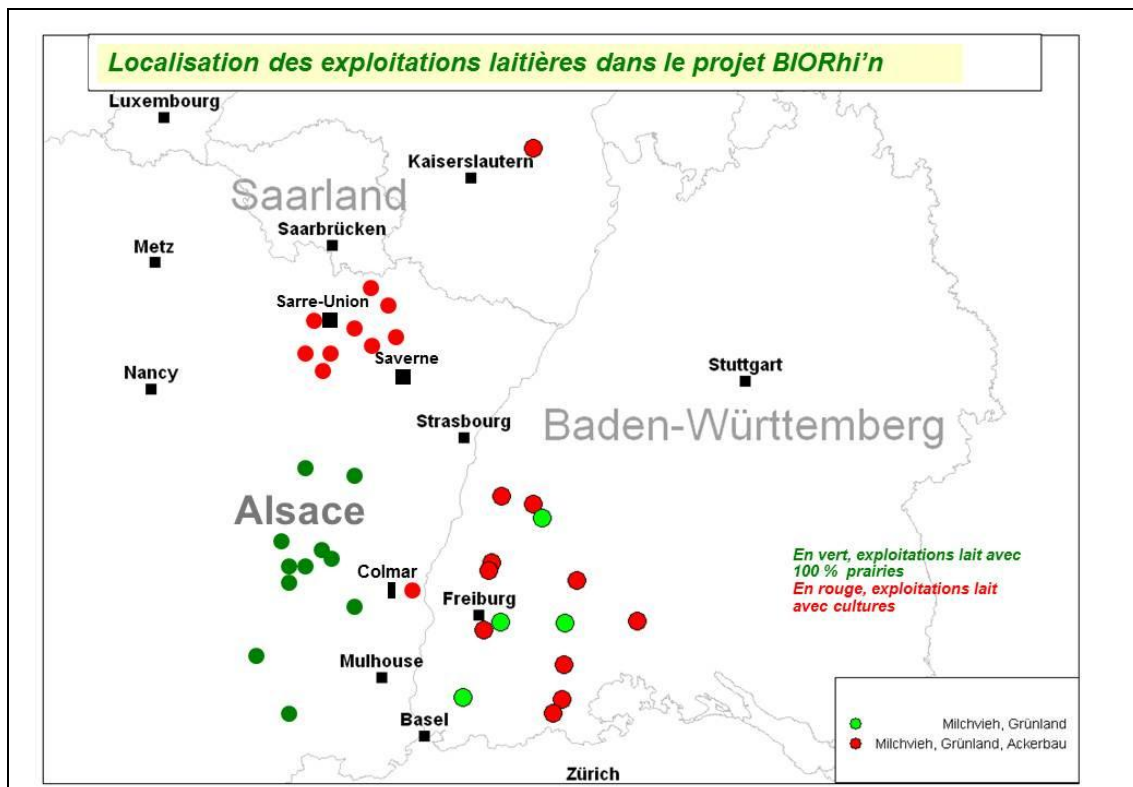 Localisation des exploitations laitières dans le projet BIORhi'n
Luxembourg
Kaiserslautern
Saarland
Saarbrücken
Metz
Sarre-Union
Saverne
Nancy
Stuttgart
Strasbourg
Baden-Württemberg
Alsace
En vert, exploitations lait avec
100 % prairies
En rouge, exploitations lait
avec cultures
Colmar
Freiburg
Mulhouse
Basel
Zürich
Milchvieh, Grünland
Milchvieh, Grünland, Ackerbau